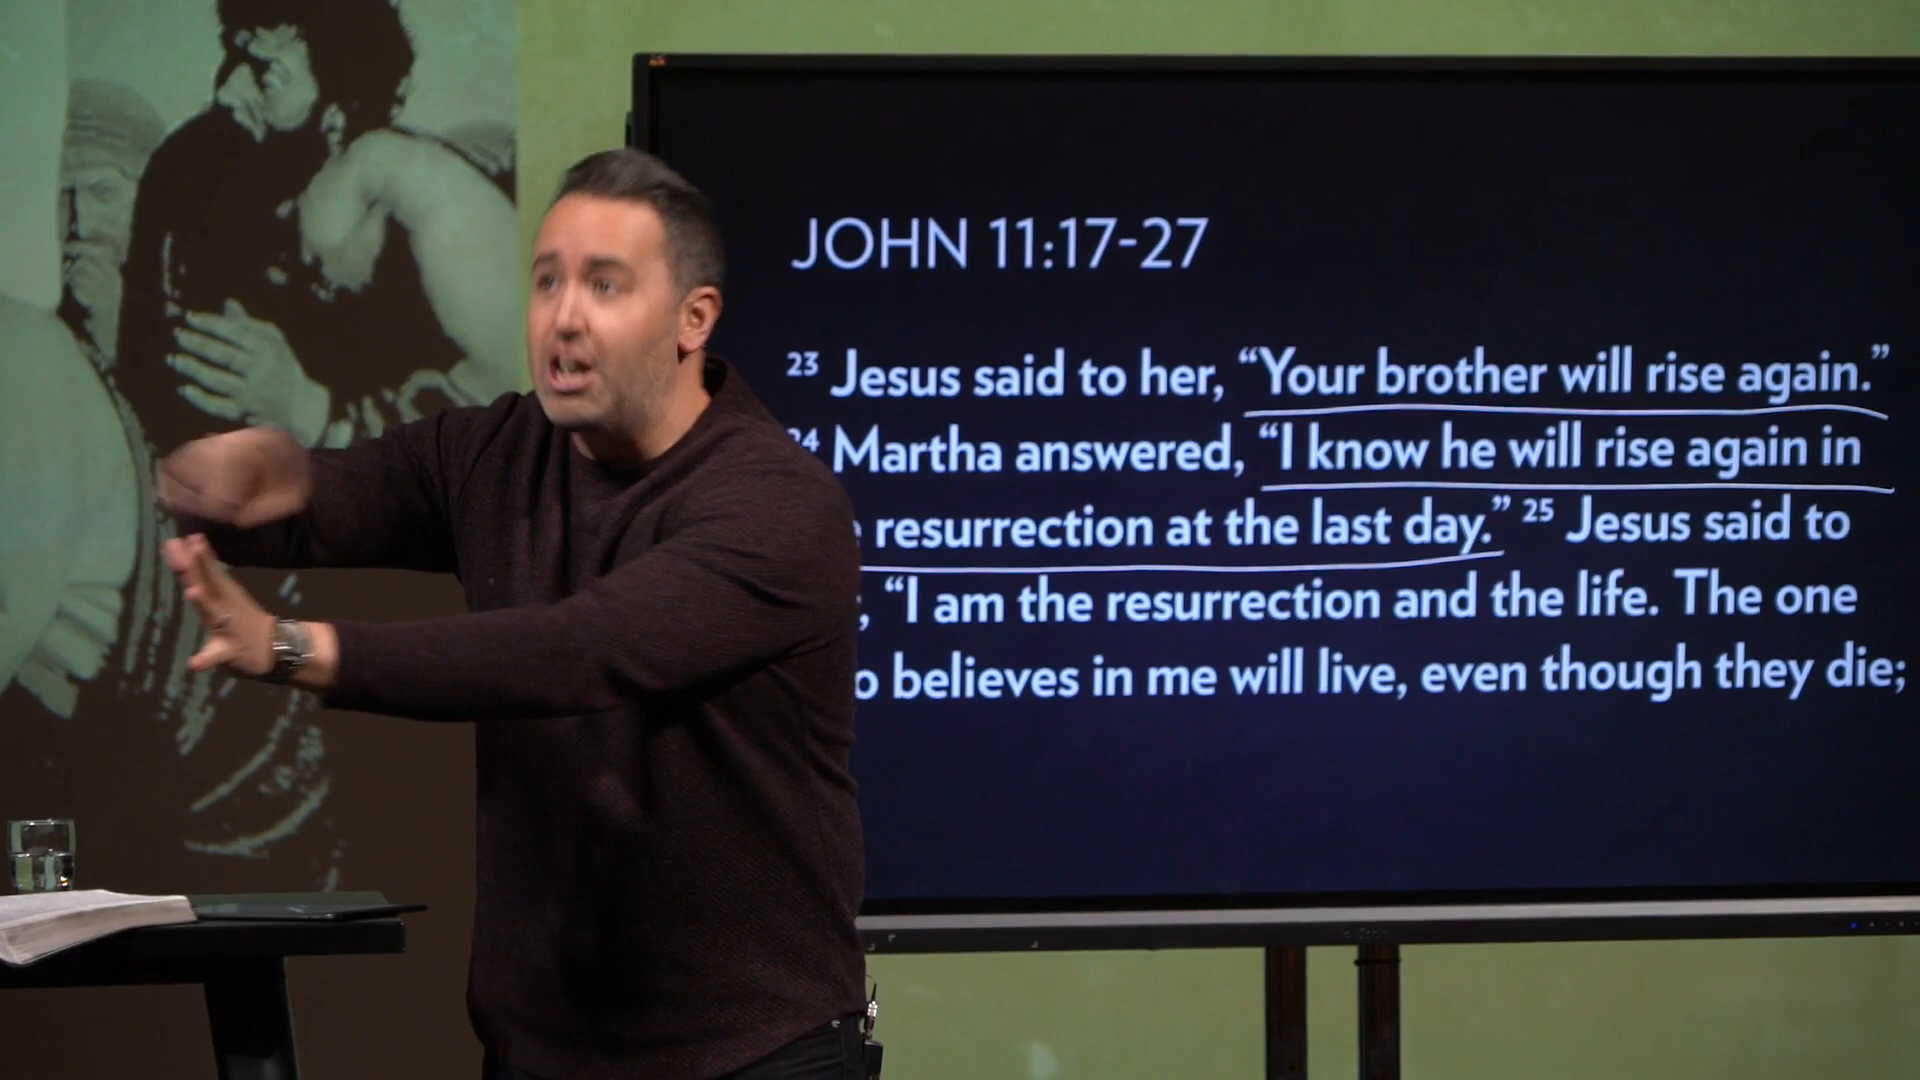 JOHN 11:17-27
23 Jesus said to her, “Your brother will rise again.”
24 Martha answered, “I know he will rise again in
resurrection at the last day.” 25 Jesus said to
, “I am the resurrection and the life. The one
believes in me will live, even though they die;